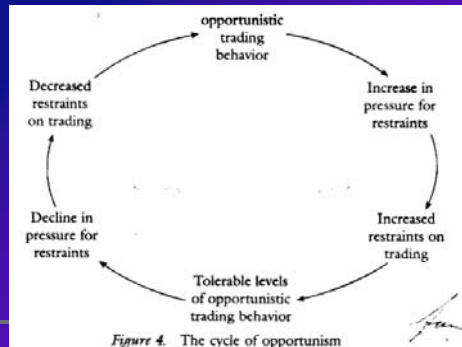 opportunistic
trading
behavior
Increase in
pressure for
restraints
Increased
restraints on
trading
Tolerable levels
of opportunistic
trading behavior
Decline in
pressure for
restraints
Decreased
restraints
on trading
Figure 4. The cycle of opportunism